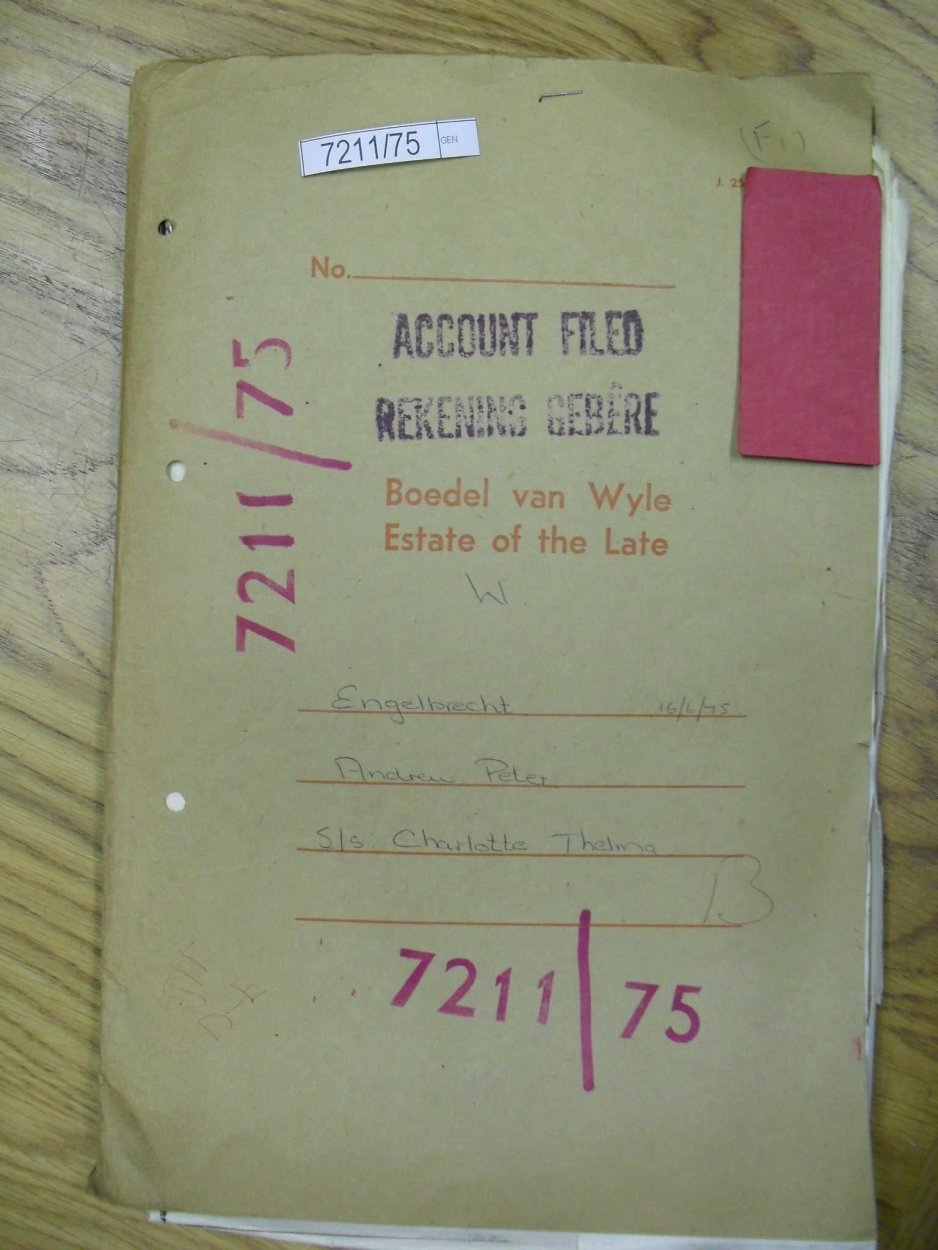 7211/75 GEN
(F1)
J. 25
No.
ACCOUNT FILED
REKENING GEBÊRE
7211/75
Boedel van Wyle
Estate of the Late
W
Engelbrecht 16/6/75
Andrew Peter
S/s. Charlotte Thelma
B
7211/75